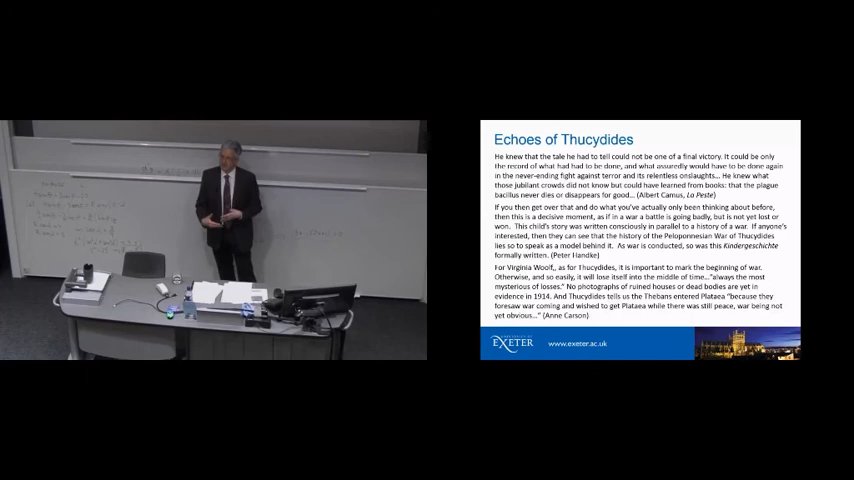 Echoes of Thucydides
He knew that the tale he had to tell could not be one of a final victory. It could be only
the record of what had had to be done, and what assuredly would have to be done again
in the never-ending fight against terror and its relentless onslaughts... He knew what
those jubilant crowds did not know but could have learned from books: that the plague
bacillus never dies or disappears for good... (Albert Camus, La Peste)
If you then get over that and do what you've actually only been thinking about before,
then this is a decisive moment, as if in a war a battle is going badly, but is not yet lost or
won. This child's story was written consciously in parallel to a history of a war. If anyone's
interested, then they can see that the history of the Peloponnesian War of Thucydides
lies so to speak as a model behind it. As war is conducted, so was this Kindergeschichte
formally written. (Peter Handke)
For Virginia Woolf,, as for Thucydides, it is important to mark the beginning of war.
Otherwise, and so easily, it will lose itself into the middle of time..."always the most
mysterious of losses." No photographs of ruined houses or dead bodies are yet in
evidence in 1914. And Thucydides tells us the Thebans entered Plataea "because they
foresaw war coming and wished to get Plataea while there was still peace, war being not
yet obvious..." (Anne Carson)
EXETER
www.exeter.ac.uk